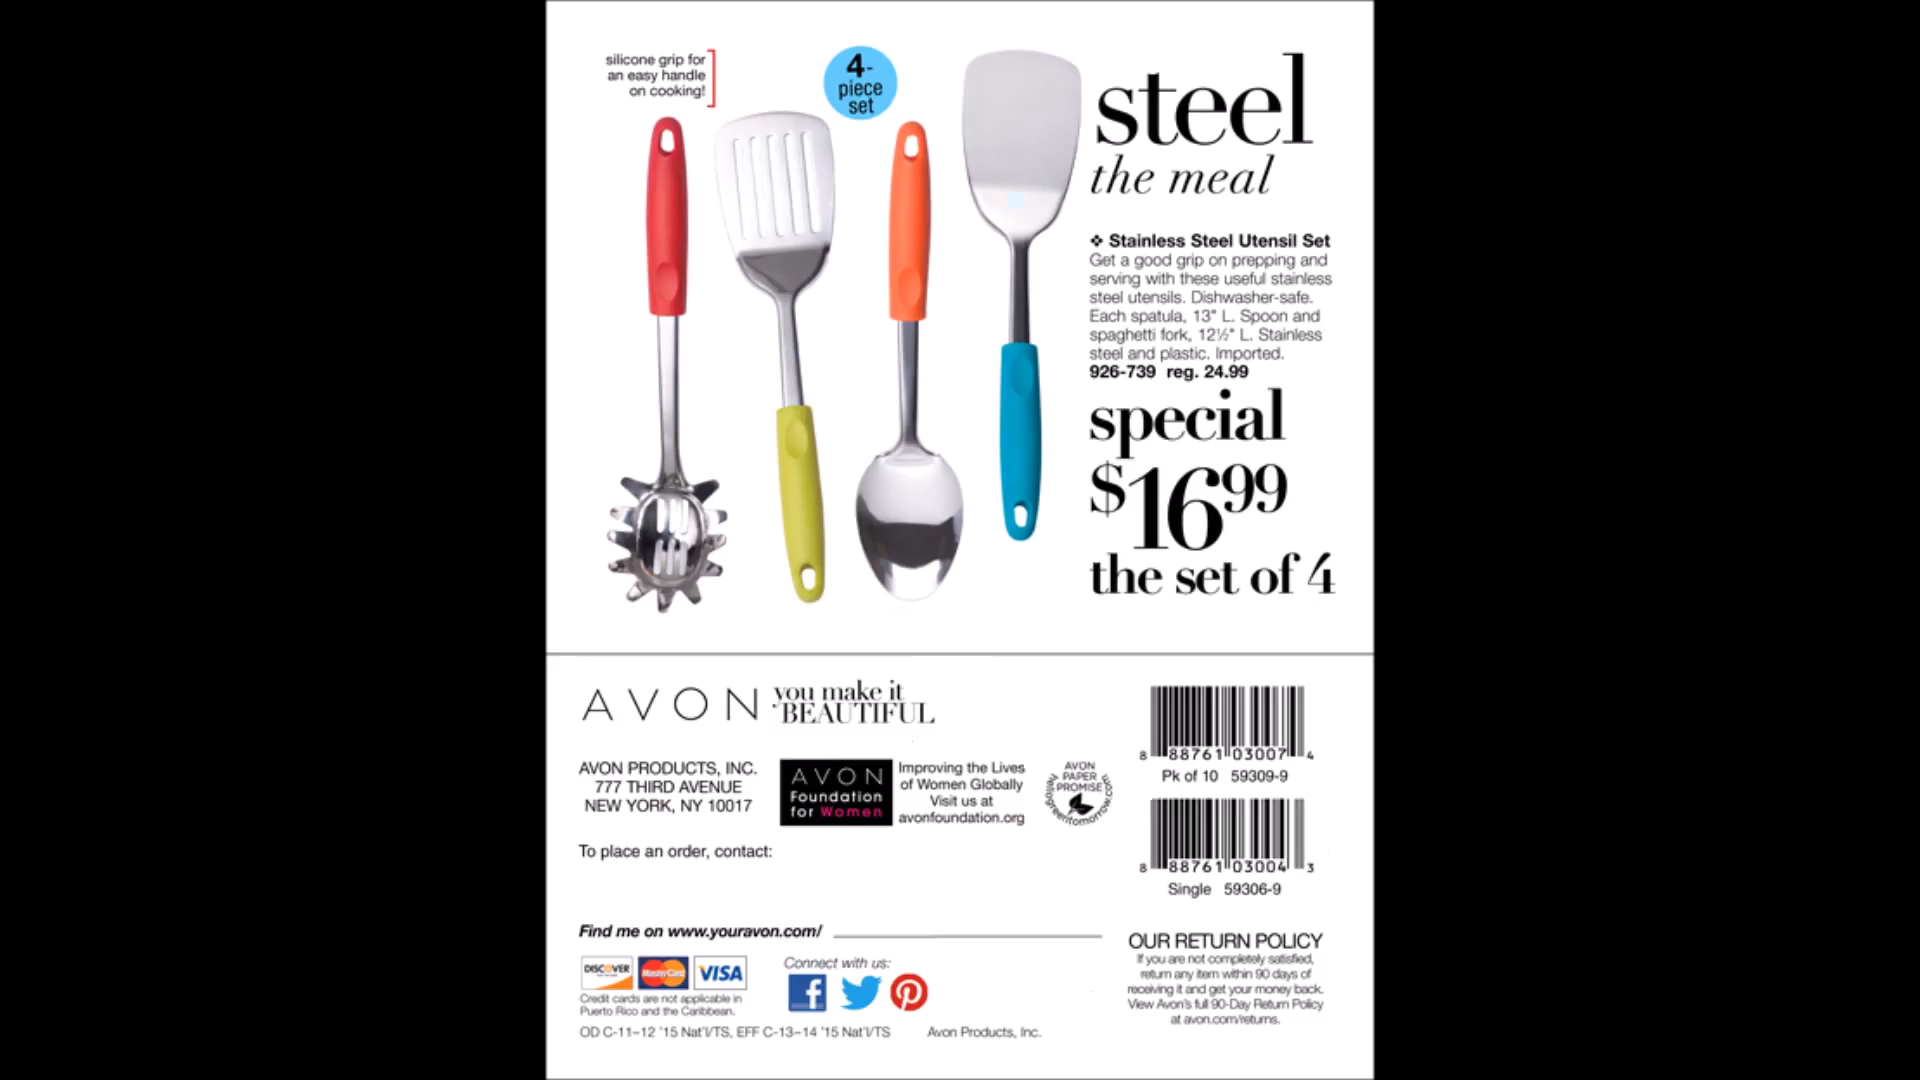 silicone grip for
an easy handle
on cooking!
4-
piece
set
steel
the meal
❖ Stainless Steel Utensil Set
Get a good grip on prepping and
serving with these useful stainless
steel utensils. Dishwasher-safe.
Each spatula, 13" L. Spoon and
spaghetti fork, 12½" L. Stainless
steel and plastic. Imported.
926-739 reg. 24.99
special
$1699
the set of 4
AVON you make it
BEAUTIFUL
AVON PRODUCTS, INC.
777 THIRD AVENUE
NEW YORK, NY 10017
AVON
Foundation
for Women
Improving the Lives
of Women Globally
Visit us at
avonfoundation.org
AVON
PAPER
PROMISE
hellogreentomorrow.com
8 88761 03007 4
Pk of 10 59309-9
8 88761 03004 3
Single 59306-9
To place an order, contact:
Find me on www.youravon.com/
DISCOVER
MasterCard
VISA
Credit cards are not applicable in
Puerto Rico and the Caribbean.
Connect with us:
OD C-11–12 '15 Nat'l/TS, EFF C-13–14 '15 Nat'l/TS
Avon Products, Inc.
OUR RETURN POLICY
If you are not completely satisfied,
return any item within 90 days of
receiving it and get your money back.
View Avon's full 90-Day Return Policy
at avon.com/returns.